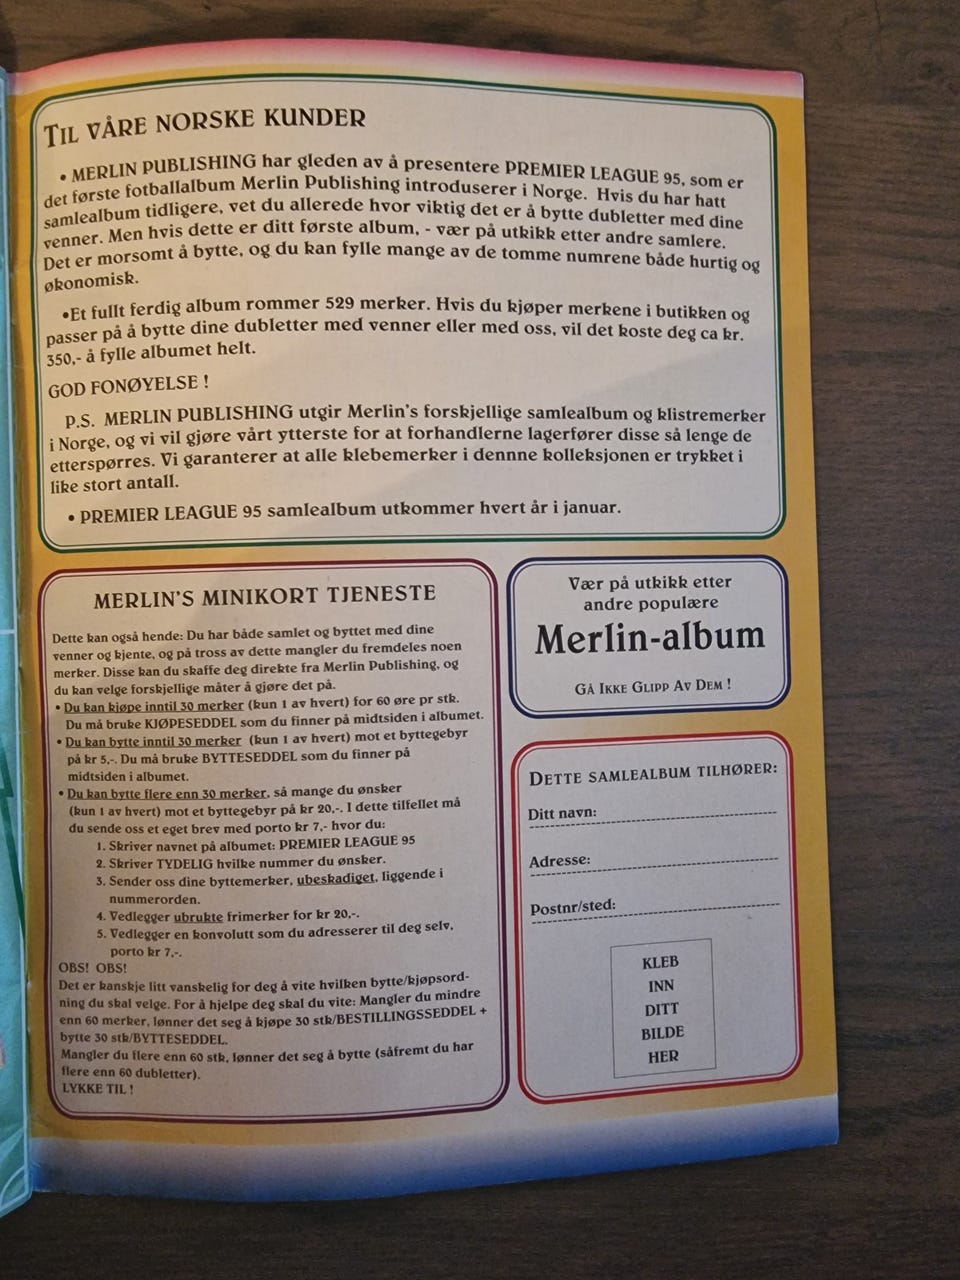 TIL VÅRE NORSKE KUNDER
• MERLIN PUBLISHING har gleden av å presentere PREMIER LEAGUE 95, som er
det første fotballalbum Merlin Publishing introduserer i Norge. Hvis du har hatt
samlealbum tidligere, vet du allerede hvor viktig det er å bytte dubletter med dine
venner. Men hvis dette er ditt første album, - vær på utkikk etter andre samlere.
Det er morsomt å bytte, og du kan fylle mange av de tomme numrene både hurtig og
økonomisk.
•Et fullt ferdig album rommer 529 merker. Hvis du kjøper merkene i butikken og
passer på å bytte dine dubletter med venner eller med oss, vil det koste deg ca kr.
350,- å fylle albumet helt.
GOD FONØYELSE !
P.S. MERLIN PUBLISHING utgir Merlin's forskjellige samlealbum og klistremerker
i Norge, og vi vil gjøre vårt ytterste for at forhandlerne lagerfører disse så lenge de
etterspørres. Vi garanterer at alle klebemerker i dennne kolleksjonen er trykket i
like stort antall.
• PREMIER LEAGUE 95 samlealbum utkommer hvert år i januar.
MERLIN'S MINIKORT TJENESTE
Dette kan også hende: Du har både samlet og byttet med dine
venner og kjente, og på tross av dette mangler du fremdeles noen
merker. Disse kan du skaffe deg direkte fra Merlin Publishing, og
du kan velge forskjellige måter å gjøre det på.
• Du kan kjøpe inntil 30 merker (kun 1 av hvert) for 60 øre pr stk.
Du må bruke KJØPESEDDEL som du finner på midtsiden i albumet.
• Du kan bytte inntil 30 merker (kun 1 av hvert) mot et byttegebyr
på kr 5,-. Du må bruke BYTTESEDDEL som du finner på
midtsiden i albumet.
• Du kan bytte flere enn 30 merker, så mange du ønsker
(kun 1 av hvert) mot et byttegebyr på kr 20,-. I dette tilfellet må
du sende oss et eget brev med porto kr 7,- hvor du:
1. Skriver navnet på albumet: PREMIER LEAGUE 95
2. Skriver TYDELIG hvilke nummer du ønsker.
3. Sender oss dine byttemerker, ubeskadiget, liggende i
nummerorden.
4. Vedlegger ubrukte frimerker for kr 20,-.
5. Vedlegger en konvolutt som du adresserer til deg selv,
porto kr 7,-.
OBS! OBS!
Det er kanskje litt vanskelig for deg å vite hvilken bytte/kjøpsord-
ning du skal velge. For å hjelpe deg skal du vite: Mangler du mindre
enn 60 merker, lønner det seg å kjøpe 30 stk/BESTILLINGSSEDDEL +
bytte 30 stk/BYTTESEDDEL.
Mangler du flere enn 60 stk, lønner det seg å bytte (såfremt du har
flere enn 60 dubletter).
LYKKE TIL !
Vær på utkikk etter
andre populære
Merlin-album
GÅ IKKE GLIPP AV DEM !
DETTE SAMLEALBUM TILHØRER:
Ditt navn:
Adresse:
Postnr/sted:
KLEB
INN
DITT
BILDE
HER